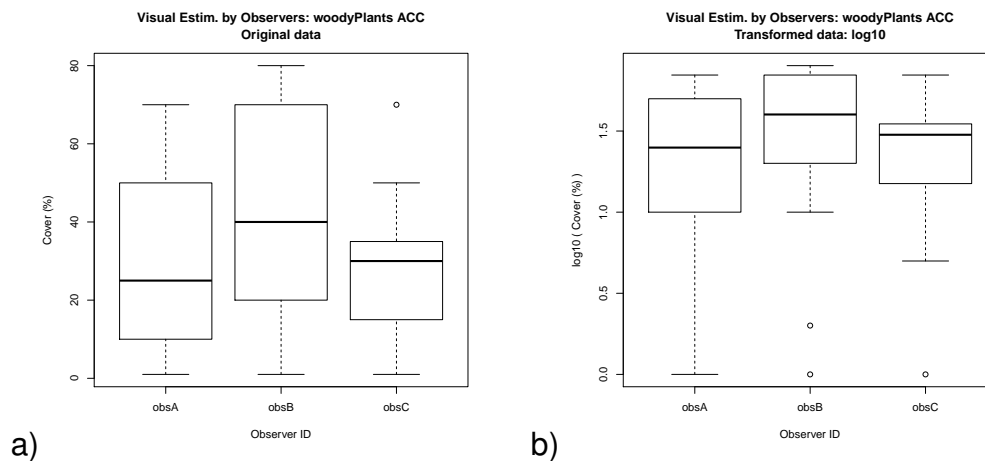 Visual Estim. by Observers: woodyPlants ACC
Original data
80
60
40
20
0
Cover (%)
obsA obsB obsC
Observer ID
a)
Visual Estim. by Observers: woodyPlants ACC
Transformed data: log10
1.5
1.0
0.5
0.0
log10 ( Cover (%) )
obsA obsB obsC
Observer ID
b)